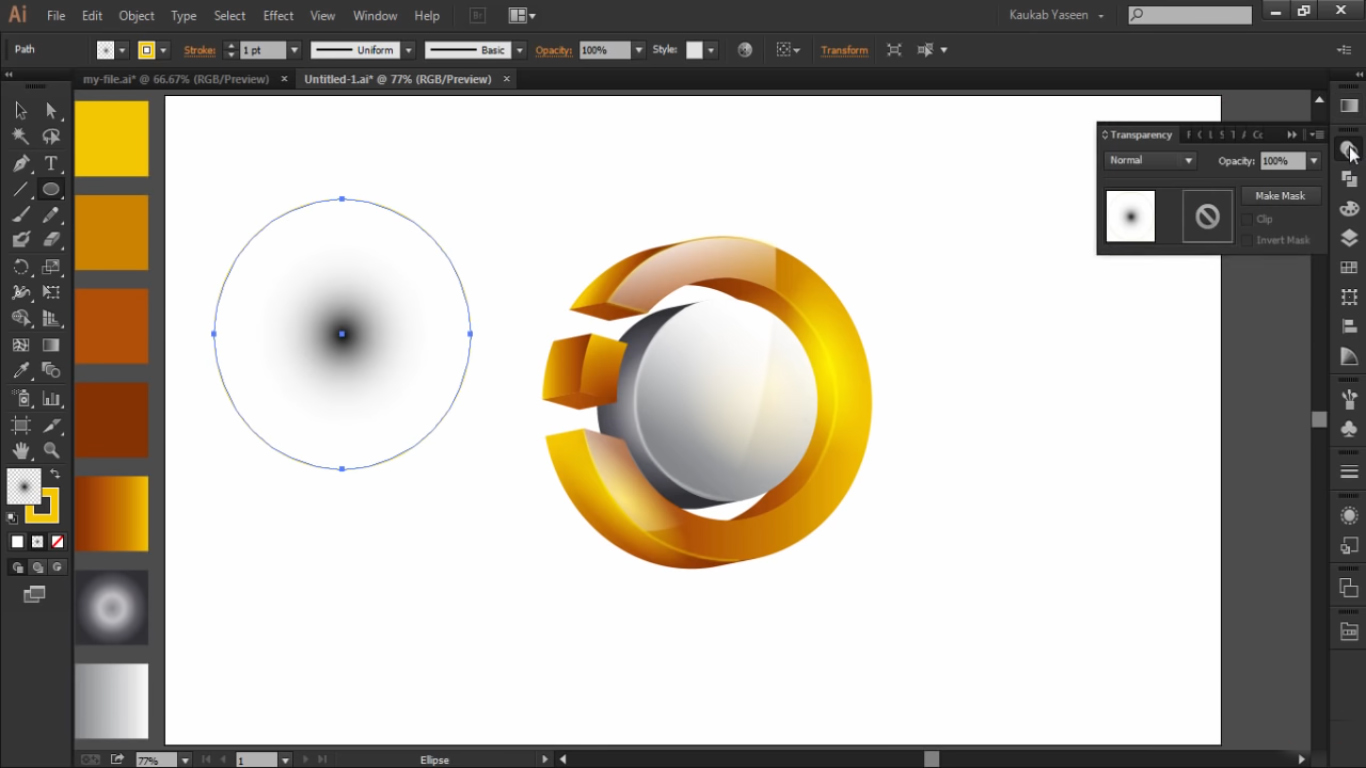 Ai File Edit Object Type Select Effect View Window Help Br Kaukab Yaseen
Path Stroke: 1 pt Uniform Basic Opacity: 100% Style: Transform
my-file.ai* @ 66.67% (RGB/Preview) × Untitled-1.ai* @ 77% (RGB/Preview) ×
Transparency
Normal Opacity: 100%
Make Mask
Clip
Invert Mask
T
77% 1 Elipse